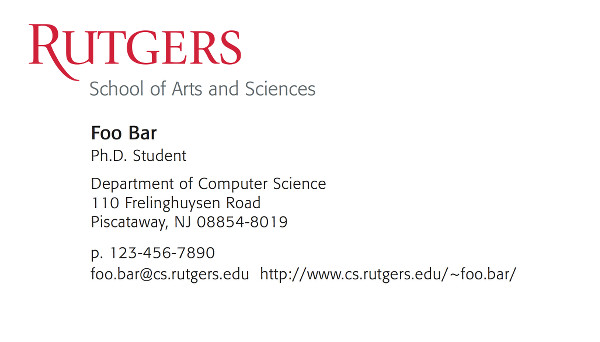 RUTGERS
School of Arts and Sciences
Foo Bar
Ph.D. Student
Department of Computer Science
110 Frelinghuysen Road
Piscataway, NJ 08854-8019
p. 123-456-7890
foo.bar@cs.rutgers.edu http://www.cs.rutgers.edu/~foo.bar/